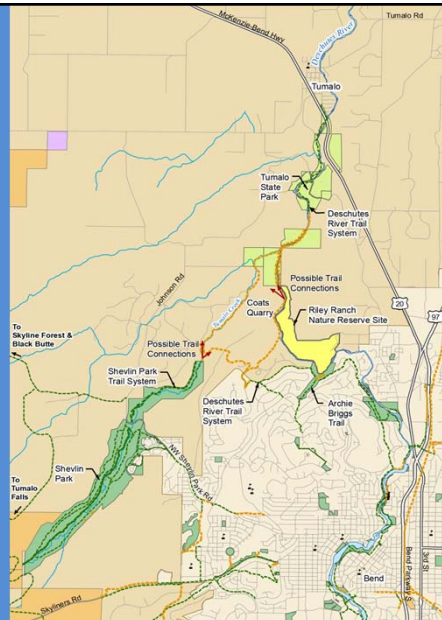 Tumalo Rd
McKenzie-Bend Hwy
Deschutes River
Tumalo
Tumalo
State
Park
Deschutes
River Trail
System
Possible Trail
Connections
Johnson Rd
Tumalo Creek
Coats
Quarry
Riley Ranch
Nature Reserve Site
20
97
To
Skyline Forest &
Black Butte
Possible Trail
Connections
Shevlin Park
Trail System
Deschutes
River Trail
System
Archie
Briggs
Trail
NW Shevlin Park Rd
Shevlin
Park
To
Tumalo
Falls
Skyliners Rd
Bend
Bend Parkway S
3rd St